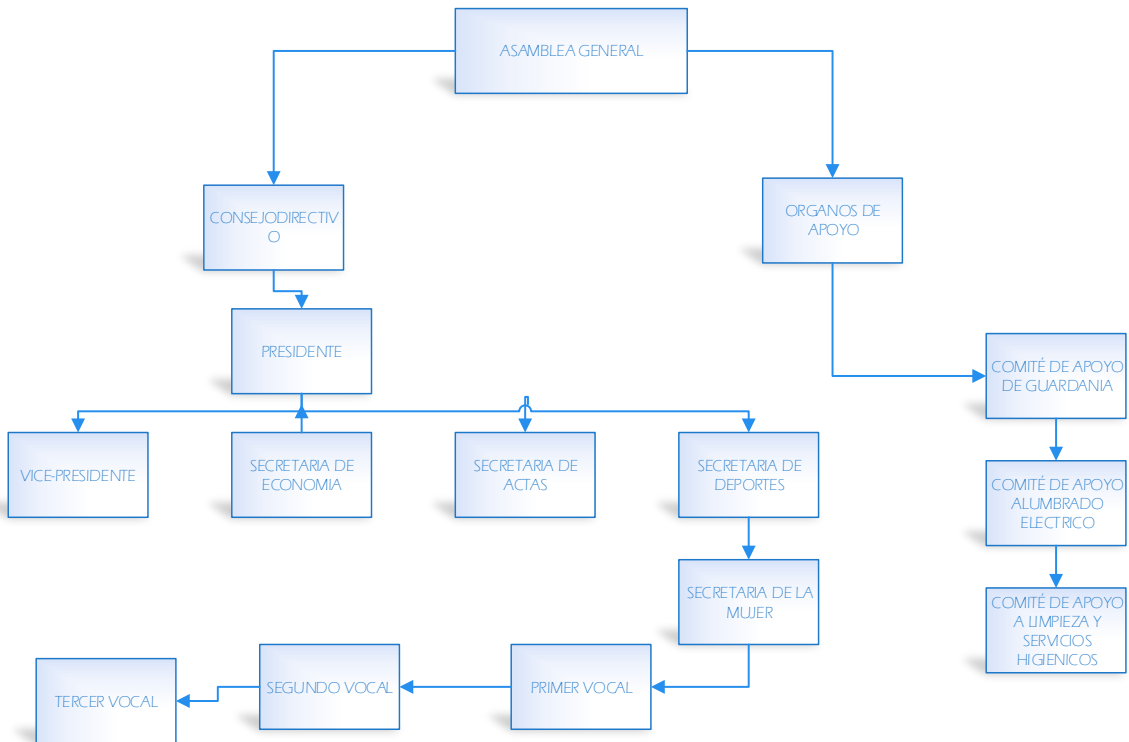 ASAMBLEA GENERAL
CONSEJODIRECTIV
O
ORGANOS DE
APOYO
PRESIDENTE
COMITÉ DE APOYO
DE GUARDANIA
VICE-PRESIDENTE
SECRETARIA DE
ECONOMIA
SECRETARIA DE
ACTAS
SECRETARIA DE
DEPORTES
COMITÉ DE APOYO
ALUMBRADO
ELECTRICO
SECRETARIA DE LA
MUJER
COMITÉ DE APOYO
A LIMPIEZA Y
SERVICIOS
HIGIENICOS
TERCER VOCAL
SEGUNDO VOCAL
PRIMER VOCAL